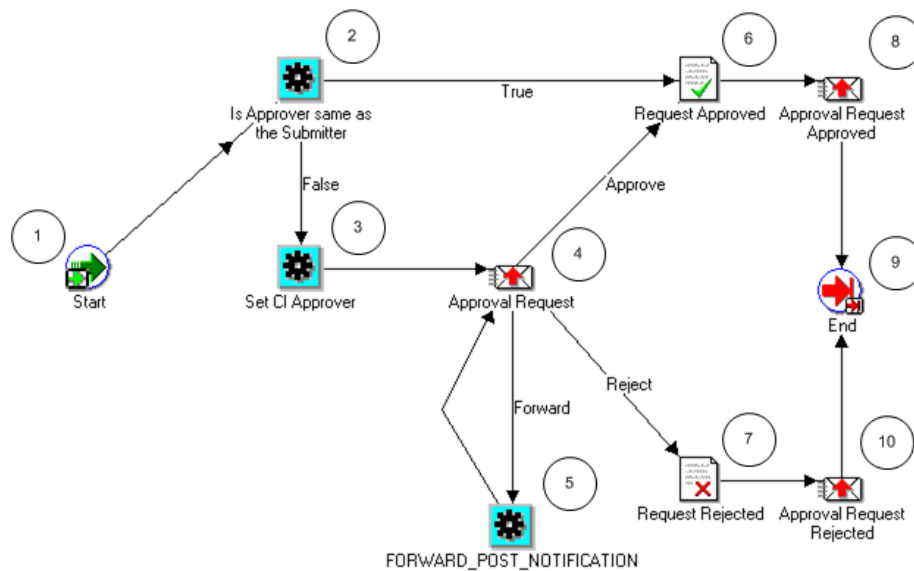 2
6
8
True
Is Approver same as
the Submitter
Request Approved
Approval Request
Approved
False
Approve
1
3
4
9
Start
Set CI Approver
Approval Request
End
Reject
Forward
7
10
5
Request Rejected
Approval Request
Rejected
FORWARD_POST_NOTIFICATION